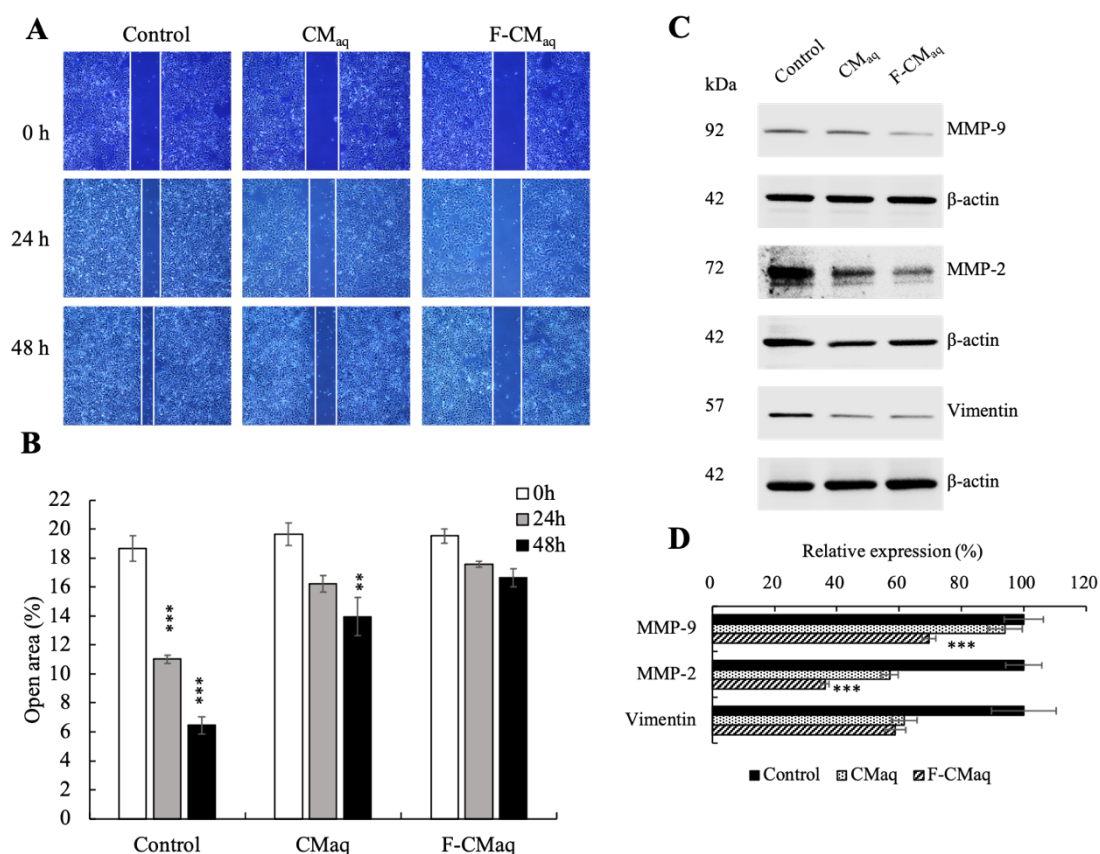 A
Control
CMaq
F-CMaq
0 h
24 h
48 h
B
22
20
18
16
14
12
10
8
6
4
2
0
Open area (%)
0h
24h
48h
***
***
**
Control
CMaq
F-CMaq
C
kDa
Control
CMaq
F-CMaq
92
MMP-9
42
β-actin
72
MMP-2
42
β-actin
57
Vimentin
42
β-actin
D
Relative expression (%)
0 20 40 60 80 100 120
MMP-9
***
MMP-2
***
Vimentin
Control CMaq F-CMaq